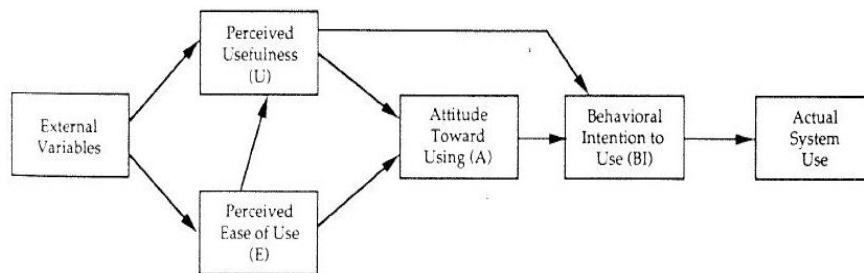 External
Variables
Perceived
Usefulness
(U)
Perceived
Ease of Use
(E)
Attitude
Toward
Using (A)
Behavioral
Intention to
Use (BI)
Actual
System
Use